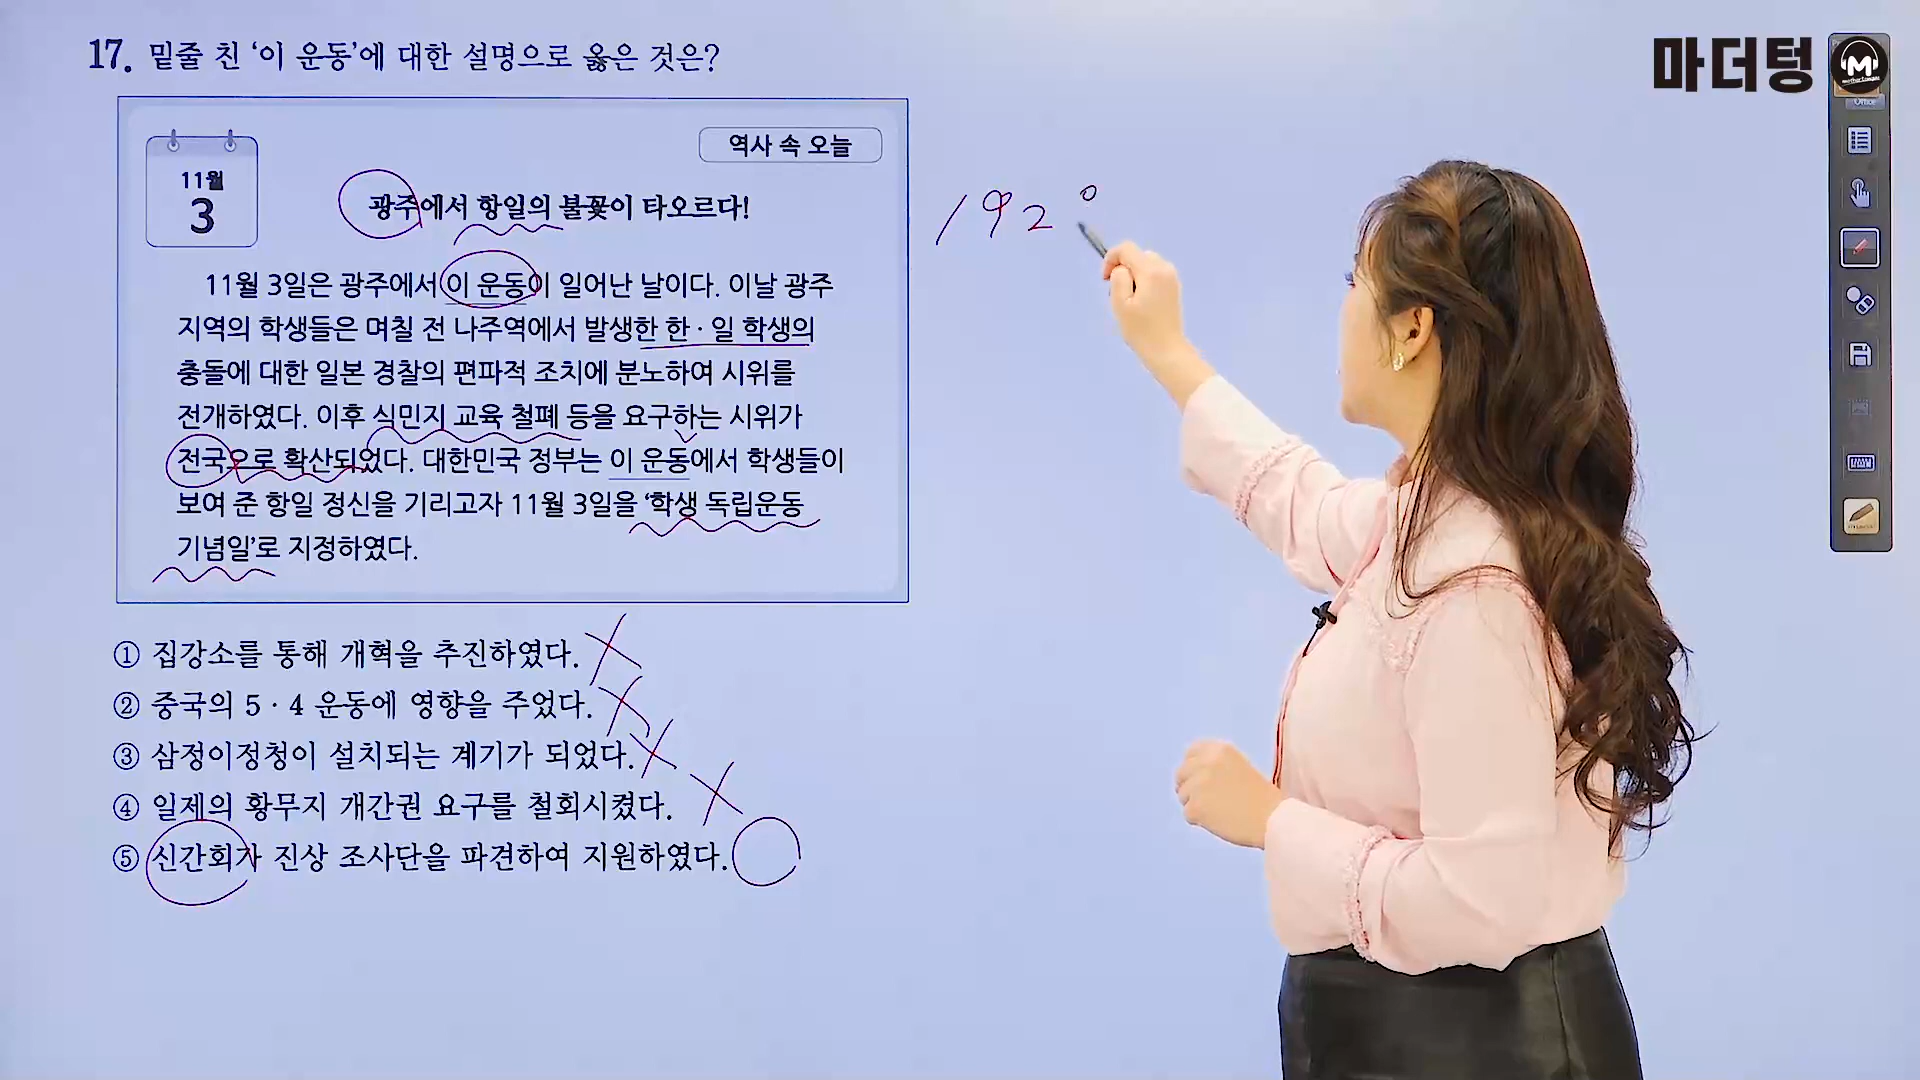 17. 밑줄 친 ‘이 운동’에 대한 설명으로 옳은 것은?
마더텅
M
Office
역사 속 오늘
11월
3
광주에서 항일의 불꽃이 타오르다!
192
11월 3일은 광주에서 이 운동이 일어난 날이다. 이날 광주
지역의 학생들은 며칠 전 나주역에서 발생한 한·일 학생의
충돌에 대한 일본 경찰의 편파적 조치에 분노하여 시위를
전개하였다. 이후 식민지 교육 철폐 등을 요구하는 시위가
전국으로 확산되었다. 대한민국 정부는 이 운동에서 학생들이
보여 준 항일 정신을 기리고자 11월 3일을 ‘학생 독립운동
기념일’로 지정하였다.
① 집강소를 통해 개혁을 추진하였다.
② 중국의 5·4 운동에 영향을 주었다.
③ 삼정이정청이 설치되는 계기가 되었다.
④ 일제의 황무지 개간권 요구를 철회시켰다.
⑤ 신간회가 진상 조사단을 파견하여 지원하였다.